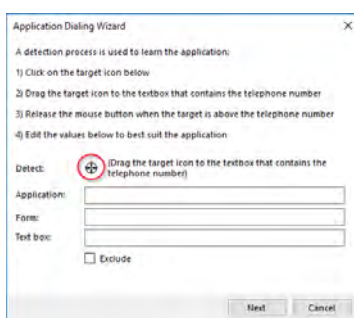 Application Dialing Wizard
A detection process is used to learn the application:
1) Click on the target icon below
2) Drag the target icon to the textbox that contains the telephone number
3) Release the mouse button when the target is above the telephone number
4) Edit the values below to best suit the application
Detect: (Drag the target icon to the textbox that contains the
telephone number)
Application:
Form:
Text box:
Exclude
Next Cancel